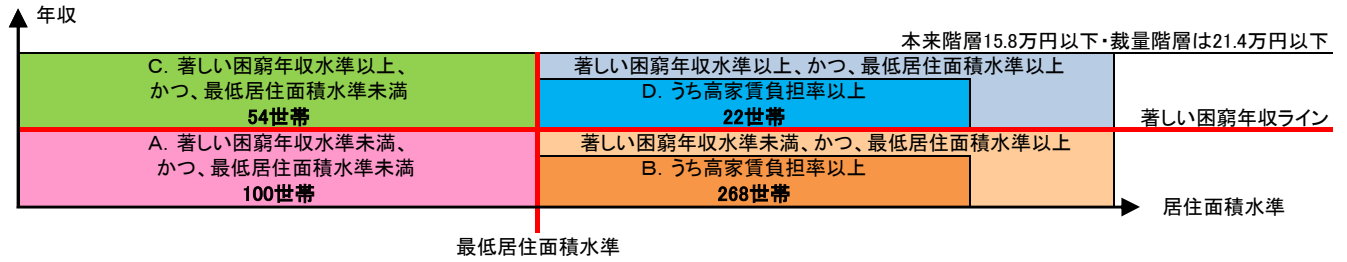 年収
本来階層15.8万円以下・裁量階層は21.4万円以下
C．著しい困窮年収水準以上、
かつ、最低居住面積水準未満
54世帯
著しい困窮年収水準以上、かつ、最低居住面積水準以上
D．うち高家賃負担率以上
22世帯
著しい困窮年収ライン
A．著しい困窮年収水準未満、
かつ、最低居住面積水準未満
100世帯
著しい困窮年収水準未満、かつ、最低居住面積水準以上
B．うち高家賃負担率以上
268世帯
居住面積水準
最低居住面積水準